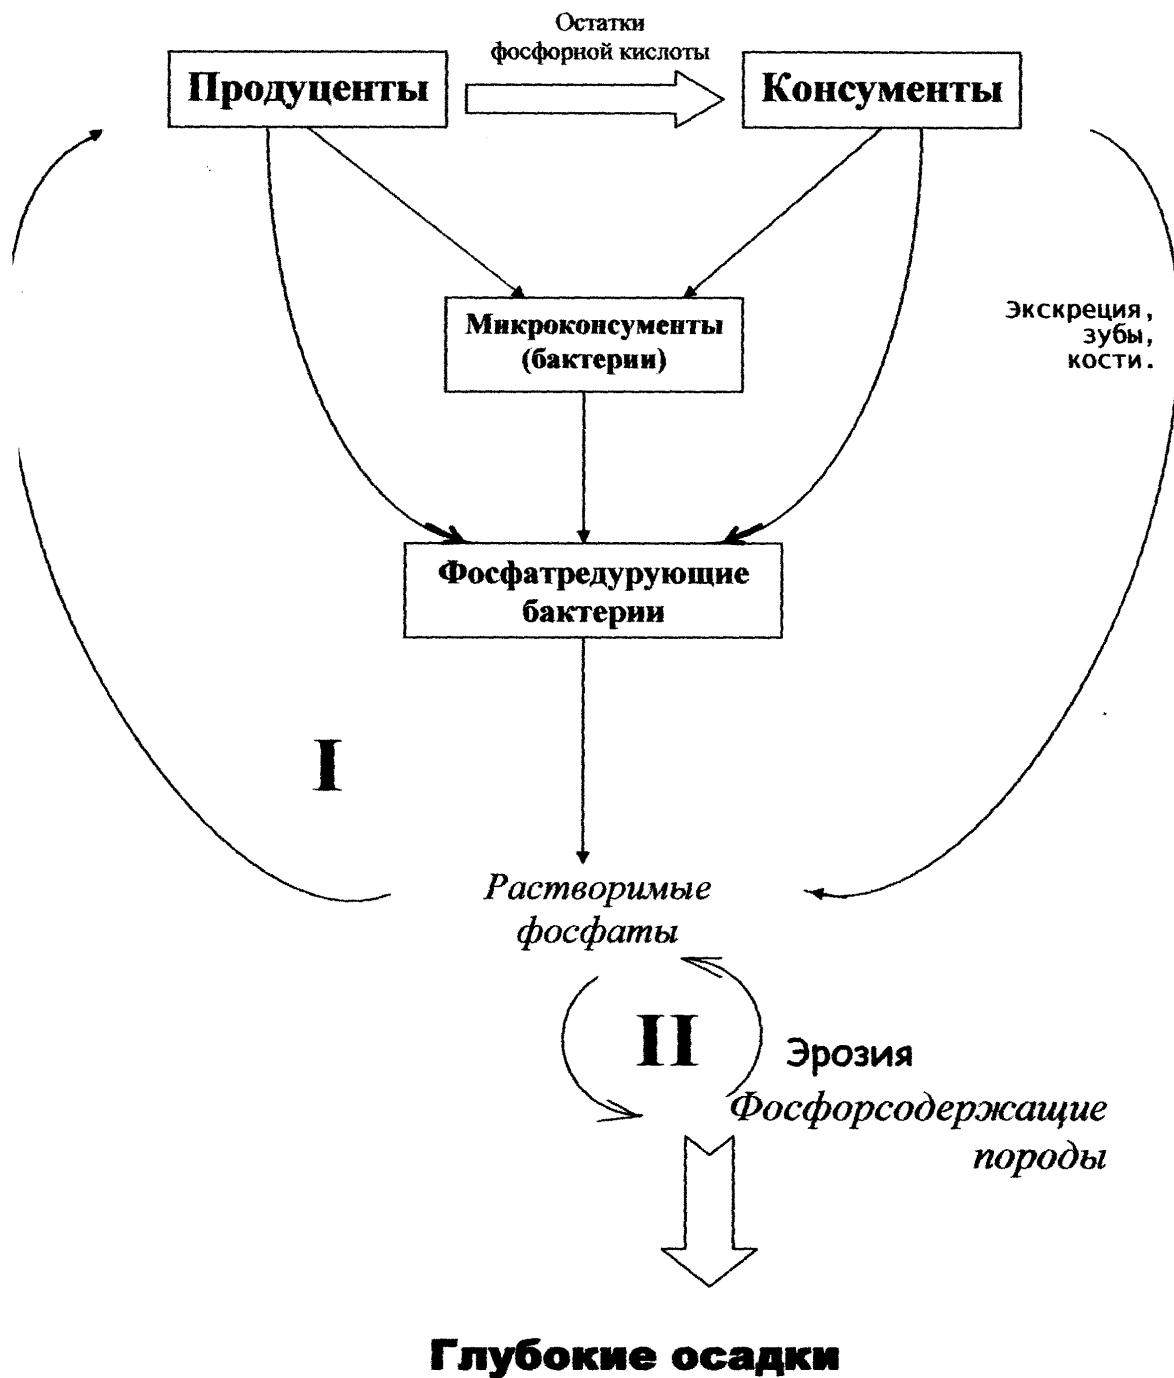 Остатки
фосфорной кислоты
Продуценты
Консументы
Экскреция,
зубы,
кости.
Микроконсументы
(бактерии)
Фосфатредурующие
бактерии
I
Растворимые
фосфаты
II
Эрозия
Фосфорсодержащие
породы
Глубокие осадки